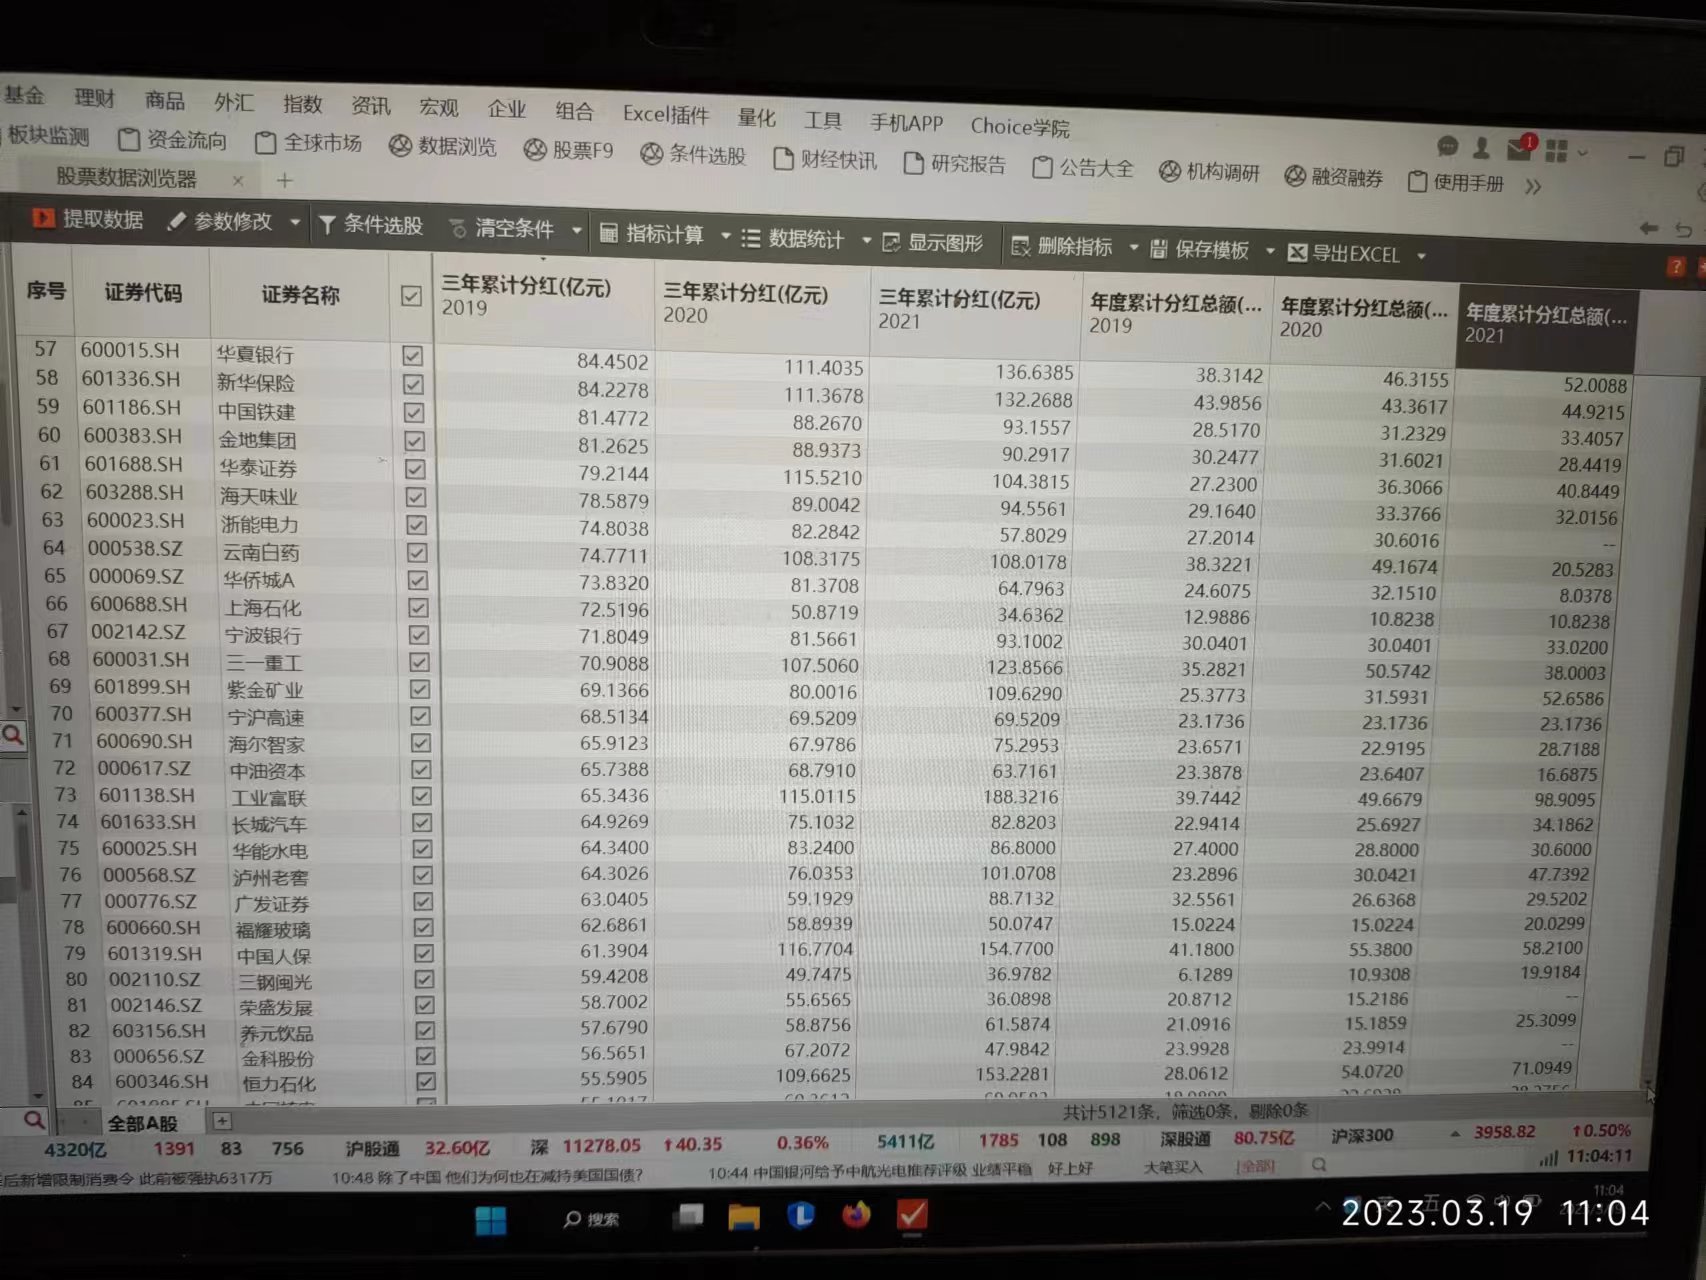 基金 理财 商品 外汇 指数 资讯 宏观 企业 组合 Excel插件 量化 工具 手机APP Choice学院
板块监测 资金流向 全球市场 数据浏览 股票F9 条件选股 财经快讯 研究报告 公告大全 机构调研 融资融券 使用手册 »
1
股票数据浏览器 × +
提取数据 参数修改 条件选股 清空条件 指标计算 数据统计 显示图形 删除指标 保存模板 导出EXCEL
序号 证券代码 证券名称 三年累计分红(亿元) 2019 三年累计分红(亿元) 2020 三年累计分红(亿元) 2021 年度累计分红总额(... 2019 年度累计分红总额(... 2020 年度累计分红总额(... 2021
57 600015.SH 华夏银行 84.4502 111.4035 136.6385 38.3142 46.3155 52.0088
58 601336.SH 新华保险 84.2278 111.3678 132.2688 43.9856 43.3617 44.9215
59 601186.SH 中国铁建 81.4772 88.2670 93.1557 28.5170 31.2329 33.4057
60 600383.SH 金地集团 81.2625 88.9373 90.2917 30.2477 31.6021 28.4419
61 601688.SH 华泰证券 79.2144 115.5210 104.3815 27.2300 36.3066 40.8449
62 603288.SH 海天味业 78.5879 89.0042 94.5561 29.1640 33.3766 32.0156
63 600023.SH 浙能电力 74.8038 82.2842 57.8029 27.2014 30.6016 --
64 000538.SZ 云南白药 74.7711 108.3175 108.0178 38.3221 49.1674 20.5283
65 000069.SZ 华侨城A 73.8320 81.3708 64.7963 24.6075 32.1510 8.0378
66 600688.SH 上海石化 72.5196 50.8719 34.6362 12.9886 10.8238 10.8238
67 002142.SZ 宁波银行 71.8049 81.5661 93.1002 30.0401 30.0401 33.0200
68 600031.SH 三一重工 70.9088 107.5060 123.8566 35.2821 50.5742 38.0003
69 601899.SH 紫金矿业 69.1366 80.0016 109.6290 25.3773 31.5931 52.6586
70 600377.SH 宁沪高速 68.5134 69.5209 69.5209 23.1736 23.1736 23.1736
71 600690.SH 海尔智家 65.9123 67.9786 75.2953 23.6571 22.9195 28.7188
72 000617.SZ 中油资本 65.7388 68.7910 63.7161 23.3878 23.6407 16.6875
73 601138.SH 工业富联 65.3436 115.0115 188.3216 39.7442 49.6679 98.9095
74 601633.SH 长城汽车 64.9269 75.1032 82.8203 22.9414 25.6927 34.1862
75 600025.SH 华能水电 64.3400 83.2400 86.8000 27.4000 28.8000 30.6000
76 000568.SZ 泸州老窖 64.3026 76.0353 101.0708 23.2896 30.0421 47.7392
77 000776.SZ 广发证券 63.0405 59.1929 88.7132 32.5561 26.6368 29.5202
78 600660.SH 福耀玻璃 62.6861 58.8939 50.0747 15.0224 15.0224 20.0299
79 601319.SH 中国人保 61.3904 116.7704 154.7700 41.1800 55.3800 58.2100
80 002110.SZ 三钢闽光 59.4208 49.7475 36.9782 6.1289 10.9308 19.9184
81 002146.SZ 荣盛发展 58.7002 55.6565 36.0898 20.8712 15.2186 --
82 603156.SH 养元饮品 57.6790 58.8756 61.5874 21.0916 15.1859 25.3099
83 000656.SZ 金科股份 56.5651 67.2072 47.9842 23.9928 23.9914 --
84 600346.SH 恒力石化 55.5905 109.6625 153.2281 28.0612 54.0720 71.0949
全部A股 + 共计5121条，筛选0条，剔除0条
4320亿 1391 83 756 沪股通 32.60亿 深 11278.05 ↑40.35 0.36% 5411亿 1785 108 898 深股通 80.75亿 沪深300 3958.82 ↑0.50%
后新增限制消费令 此前被强执6317万 10:48 除了中国 他们为何也在减持美国国债? 10:44 中国银河给予中航光电推荐评级 业绩平稳 好上好 大笔买入 [全部] 11:04:11
搜索 11:04
2023.03.19 11:04